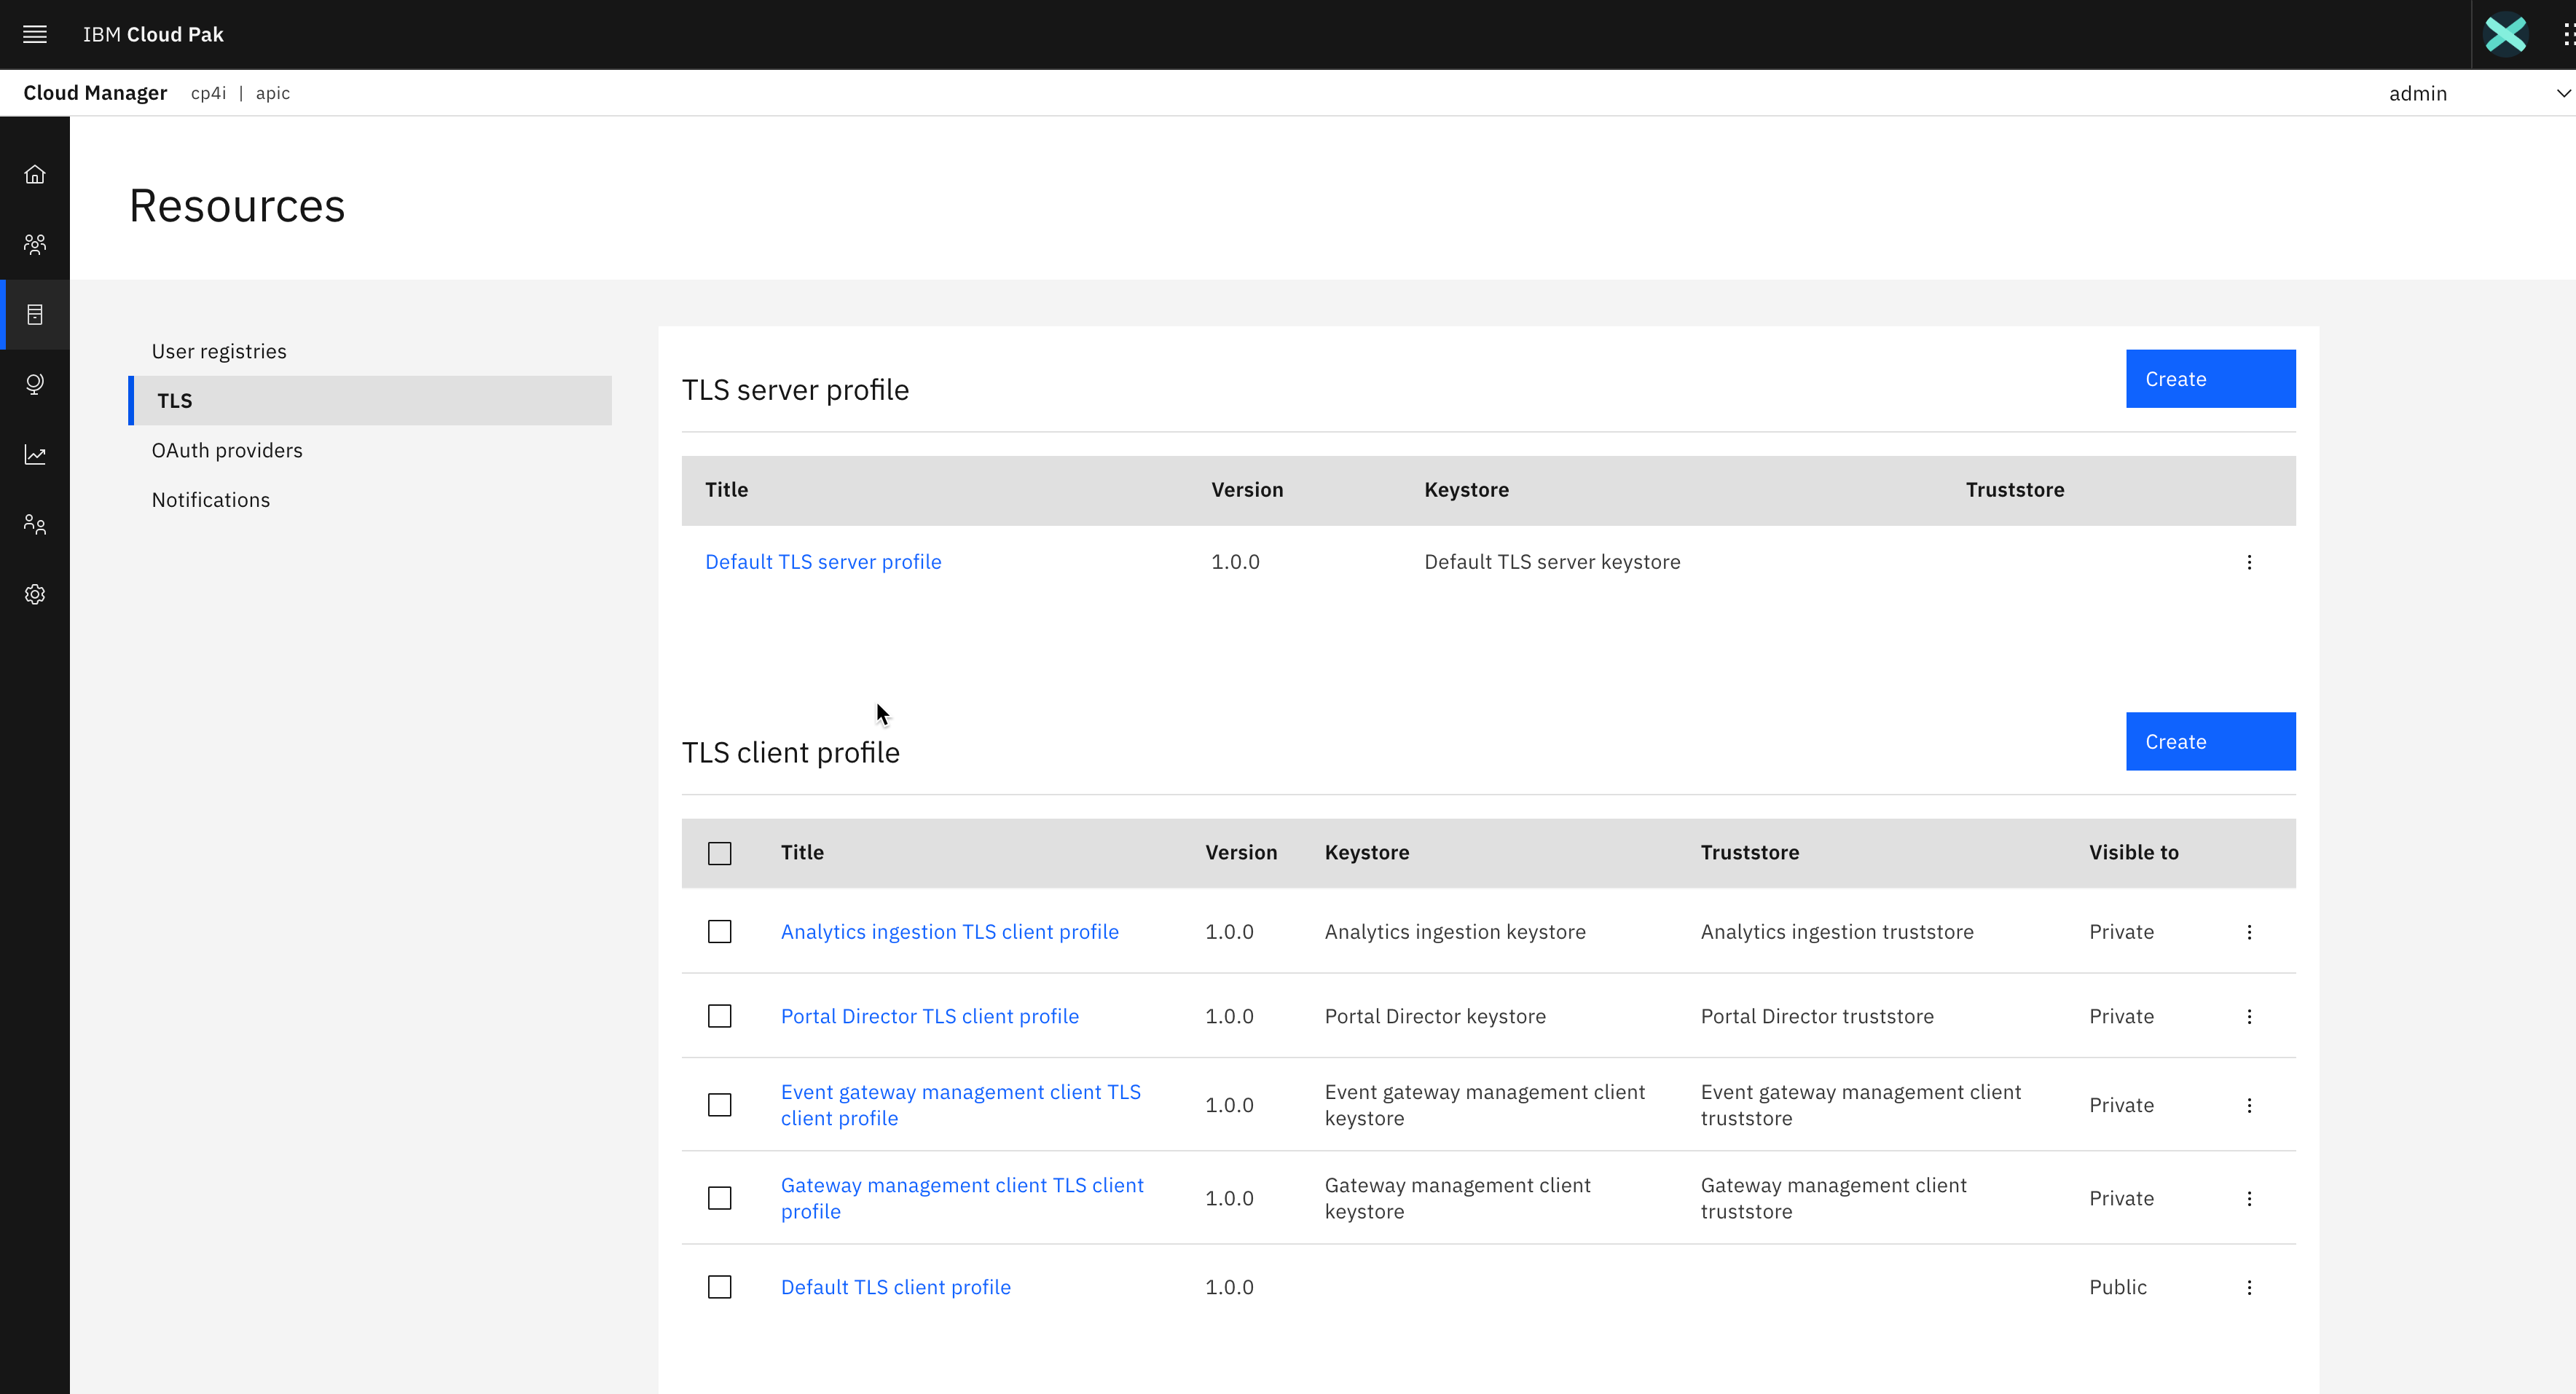 IBM Cloud Pak
Cloud Manager cp4i | apic admin
Resources
User registries
TLS
OAuth providers
Notifications
TLS server profile
Create
Title Version Keystore Truststore
Default TLS server profile 1.0.0 Default TLS server keystore
TLS client profile
Create
Title Version Keystore Truststore Visible to
Analytics ingestion TLS client profile 1.0.0 Analytics ingestion keystore Analytics ingestion truststore Private
Portal Director TLS client profile 1.0.0 Portal Director keystore Portal Director truststore Private
Event gateway management client TLS
client profile
1.0.0
Event gateway management client
keystore
Event gateway management client
truststore
Private
Gateway management client TLS client
profile
1.0.0
Gateway management client
keystore
Gateway management client
truststore
Private
Default TLS client profile 1.0.0 Public